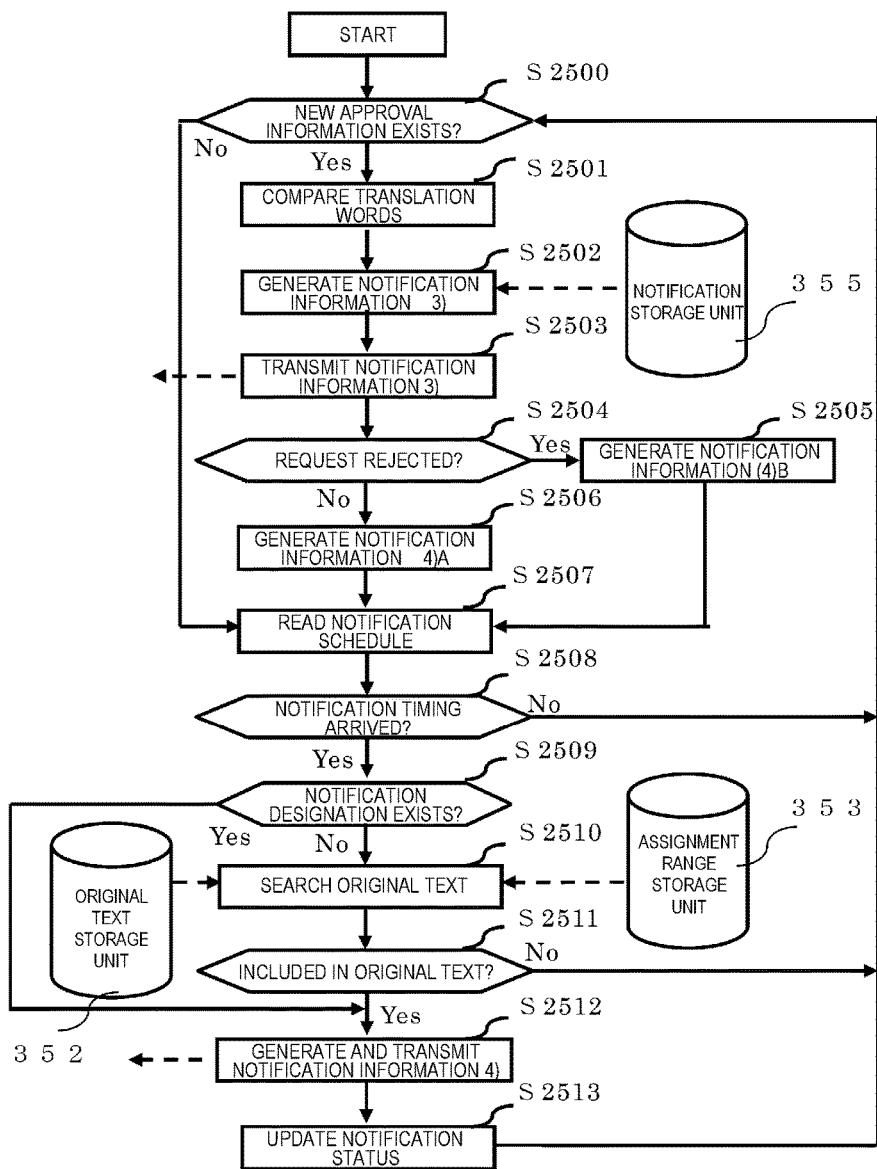 START
S 2500
NEW APPROVAL
INFORMATION EXISTS?
No
Yes
S 2501
COMPARE TRANSLATION
WORDS
S 2502
GENERATE NOTIFICATION
INFORMATION 3)
NOTIFICATION
STORAGE UNIT
3 5 5
S 2503
TRANSMIT NOTIFICATION
INFORMATION 3)
S 2504
REQUEST REJECTED?
Yes
S 2505
GENERATE NOTIFICATION
INFORMATION (4)B
No
S 2506
GENERATE NOTIFICATION
INFORMATION 4)A
S 2507
READ NOTIFICATION
SCHEDULE
S 2508
NOTIFICATION TIMING
ARRIVED?
No
Yes
S 2509
NOTIFICATION
DESIGNATION EXISTS?
Yes
No
S 2510
SEARCH ORIGINAL TEXT
ORIGINAL
TEXT
STORAGE
UNIT
3 5 2
ASSIGNMENT
RANGE
STORAGE
UNIT
3 5 3
S 2511
INCLUDED IN ORIGINAL TEXT?
No
Yes
S 2512
GENERATE AND TRANSMIT
NOTIFICATION INFORMATION 4)
S 2513
UPDATE NOTIFICATION
STATUS